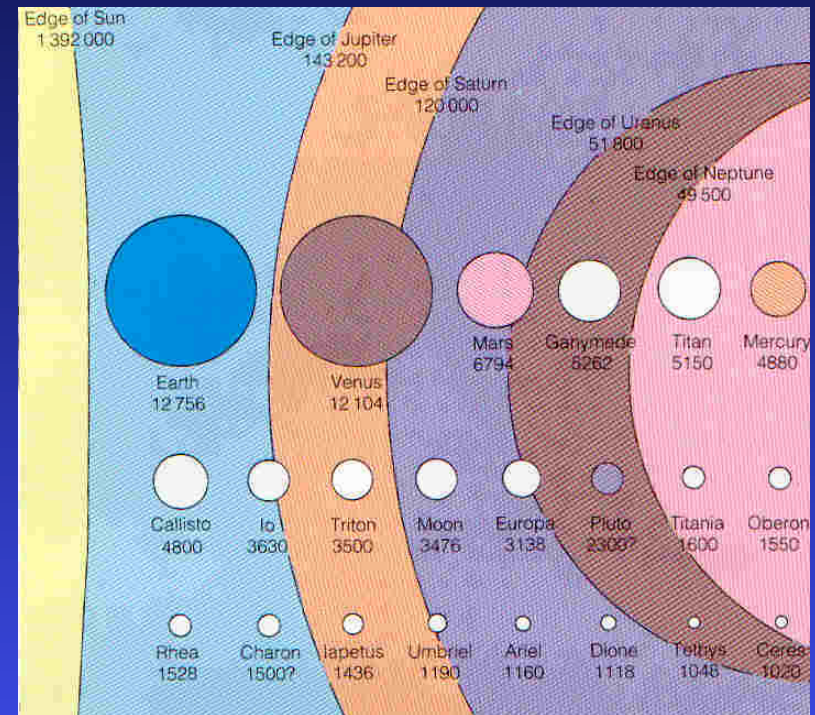 Edge of Sun
1 392 000
Edge of Jupiter
143 200
Edge of Saturn
120 000
Edge of Uranus
51 800
Edge of Neptune
49 500
Earth
12 756
Venus
12 104
Mars
6794
Ganymede
5262
Titan
5150
Mercury
4880
Callisto
4800
Io
3630
Triton
3500
Moon
3476
Europa
3138
Pluto
2300?
Titania
1600
Oberon
1550
Rhea
1528
Charon
1500?
Iapetus
1436
Umbriel
1190
Ariel
1160
Dione
1118
Tethys
1048
Ceres
1020